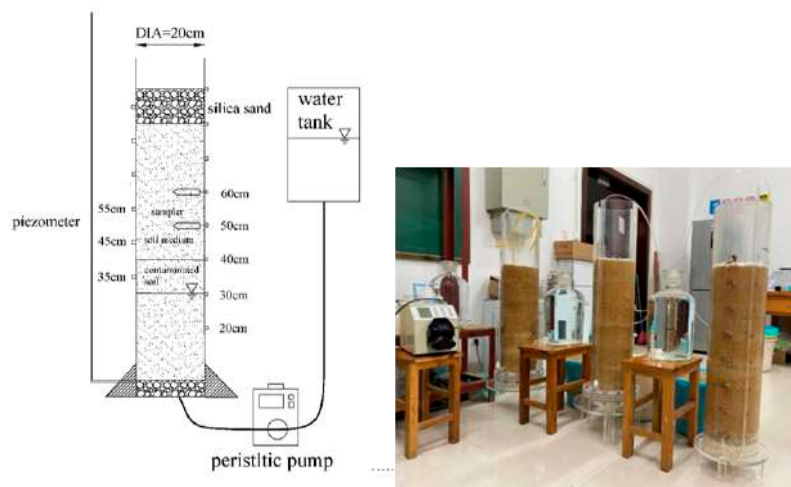 DIA=20cm
silica sand
water
tank
60cm
55cm
sampler
piezometer
50cm
45cm
soil medium
40cm
contaminated
soil
35cm
30cm
20cm
peristltic pump